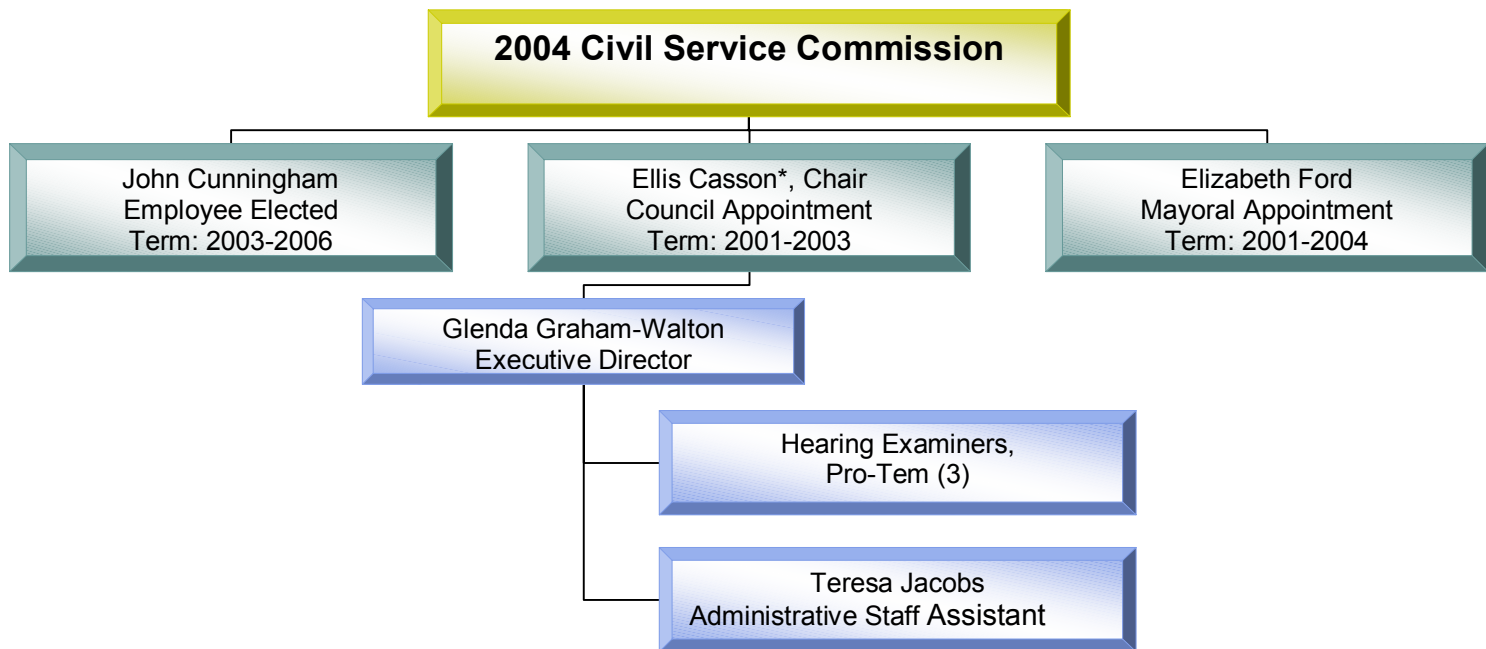 2004 Civil Service Commission
John Cunningham
Employee Elected
Term: 2003-2006
Ellis Casson*, Chair
Council Appointment
Term: 2001-2003
Elizabeth Ford
Mayoral Appointment
Term: 2001-2004
Glenda Graham-Walton
Executive Director
Hearing Examiners,
Pro-Tem (3)
Teresa Jacobs
Administrative Staff Assistant